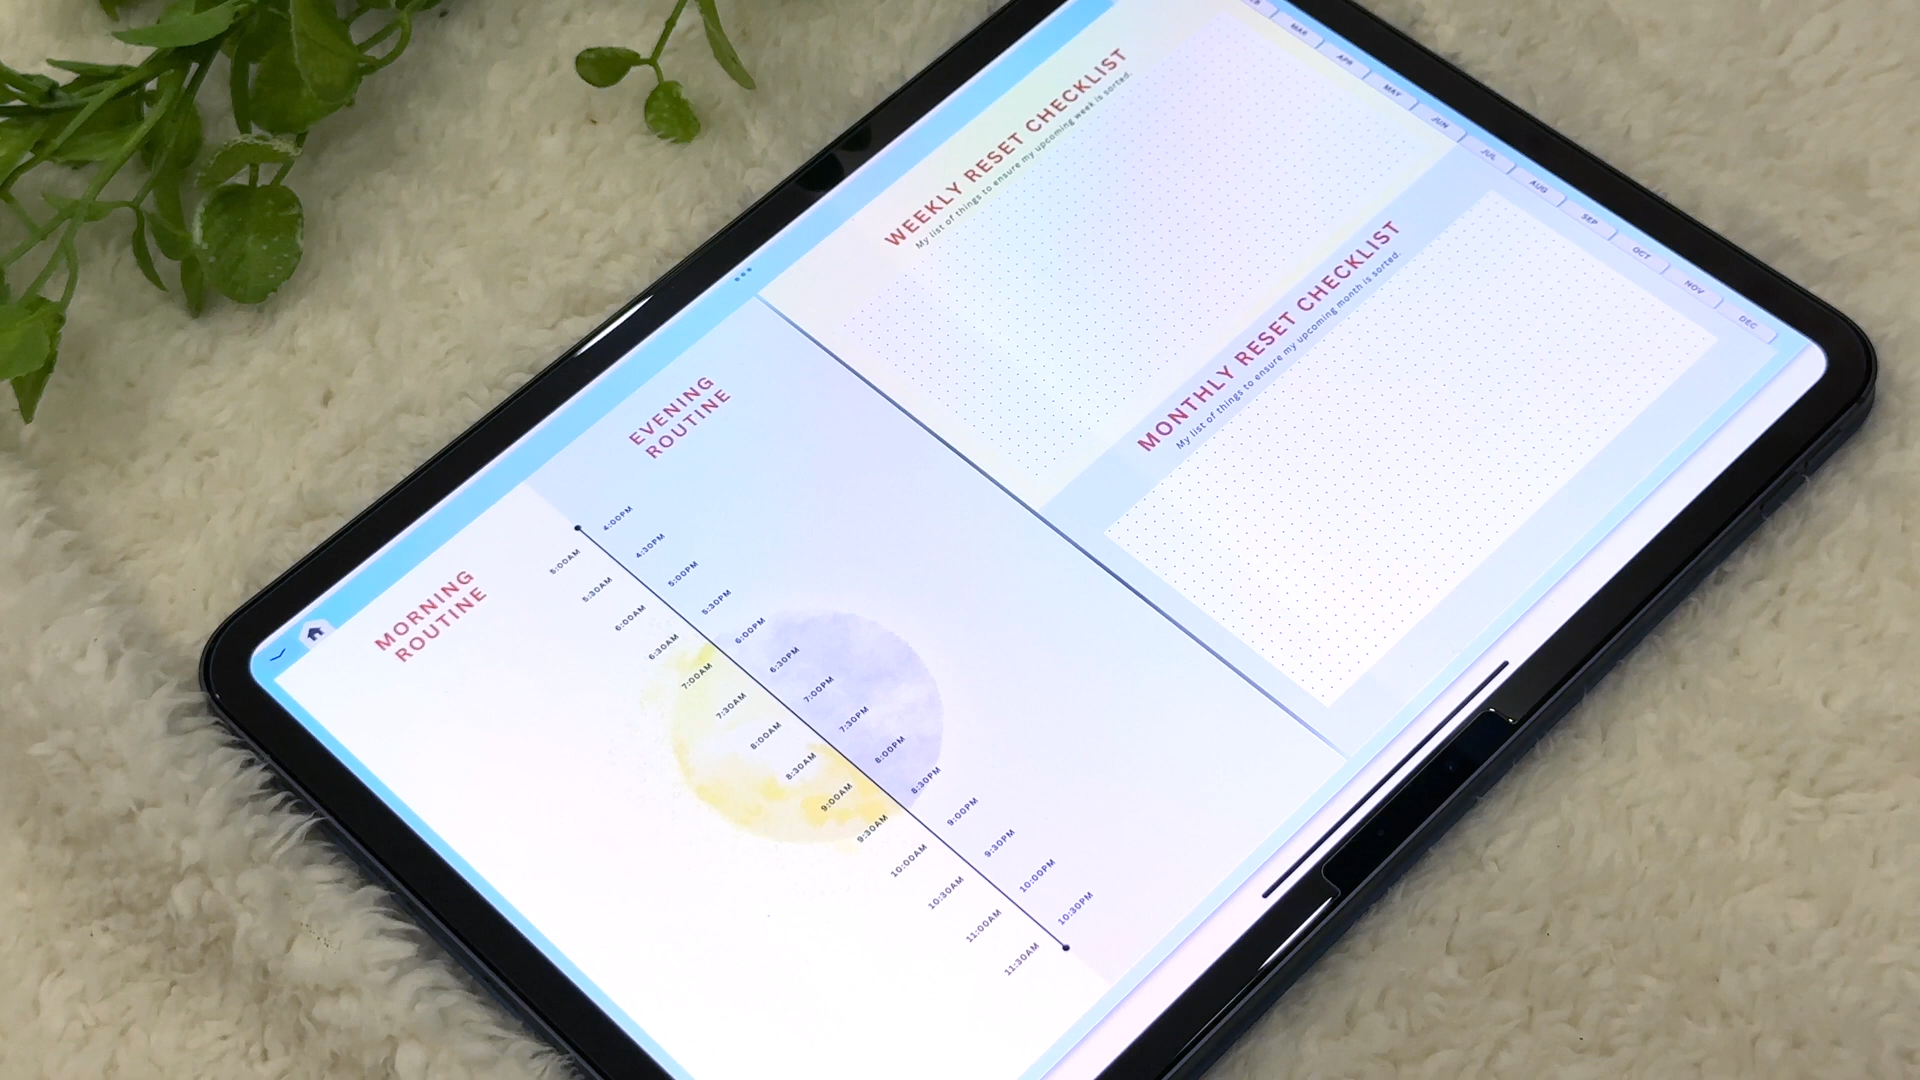 MORNING
ROUTINE
5:00AM
5:30AM
6:00AM
6:30AM
7:00AM
7:30AM
8:00AM
8:30AM
9:00AM
9:30AM
10:00AM
10:30AM
11:00AM
11:30AM
EVENING
ROUTINE
4:00PM
4:30PM
5:00PM
5:30PM
6:00PM
6:30PM
7:00PM
7:30PM
8:00PM
8:30PM
9:00PM
9:30PM
10:00PM
10:30PM
WEEKLY RESET CHECKLIST
My list of things to ensure my upcoming week is sorted.
MONTHLY RESET CHECKLIST
My list of things to ensure my upcoming month is sorted.
MAR
APR
MAY
JUN
JUL
AUG
SEP
OCT
NOV
DEC